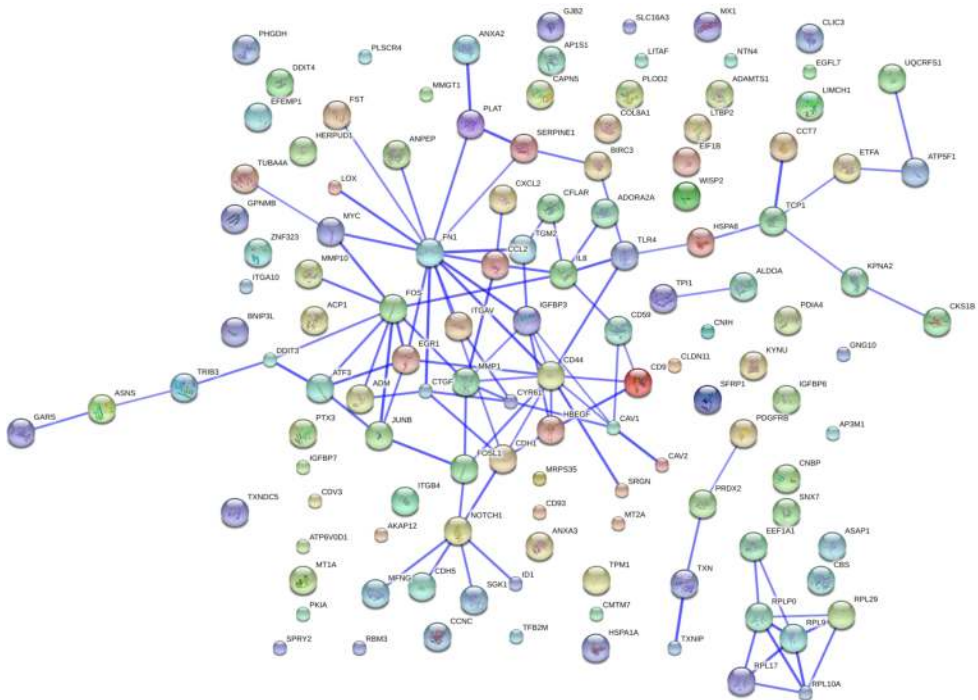 GJB2
SLC16A3
MX1
PHGDH
PLSCR4
ANXA2
AP1S1
LITAF
NTN4
CLIC3
DDIT4
MMGT1
CAPN5
PLOD2
ADAMTS1
EGFL7
UQCRFS1
EFEMP1
FST
PLAT
COL8A1
LTBP2
LIMCH1
HERPUD1
ANPEP
SERPINE1
BIRC3
EIF1B
CCT7
ETFA
ATP5F1
TUBA4A
LOX
CXCL2
CFLAR
ADORA2A
WISP2
TCP1
GPNMB
MYC
FN1
TGM2
TLR4
HSPA6
ZNF323
CCL2
IL8
MMP10
ITGA10
FOS
IGFBP3
TPI1
ALDOA
KPNA2
BNIP3L
ACP1
ITGAV
CD59
CNIH
PDIA4
CKS1B
DDIT3
EGR1
MMP1
CD44
CLDN11
KYNU
GNG10
TRIB3
ATF3
ADM
CTGF
CYR61
CD9
SFRP1
IGFBP6
ASNS
GARS
PTX3
JUNB
HBEGF
CAV1
PDGFRB
AP3M1
IGFBP7
FOSL1
CDH1
CAV2
TXNDC5
CDV3
ITGB4
MRPS35
SRGN
PRDX2
CNBP
AKAP12
NOTCH1
CD93
MT2A
SNX7
ATP6V0D1
ANXA3
EEF1A1
ASAP1
MT1A
MFNG
CDH5
SGK1
ID1
TPM1
TXN
CBS
PKIA
CCNC
CMTM7
RPLP0
RPL9
RPL29
SPRY2
RBM3
TFB2M
HSPA1A
TXNIP
RPL17
RPL10A